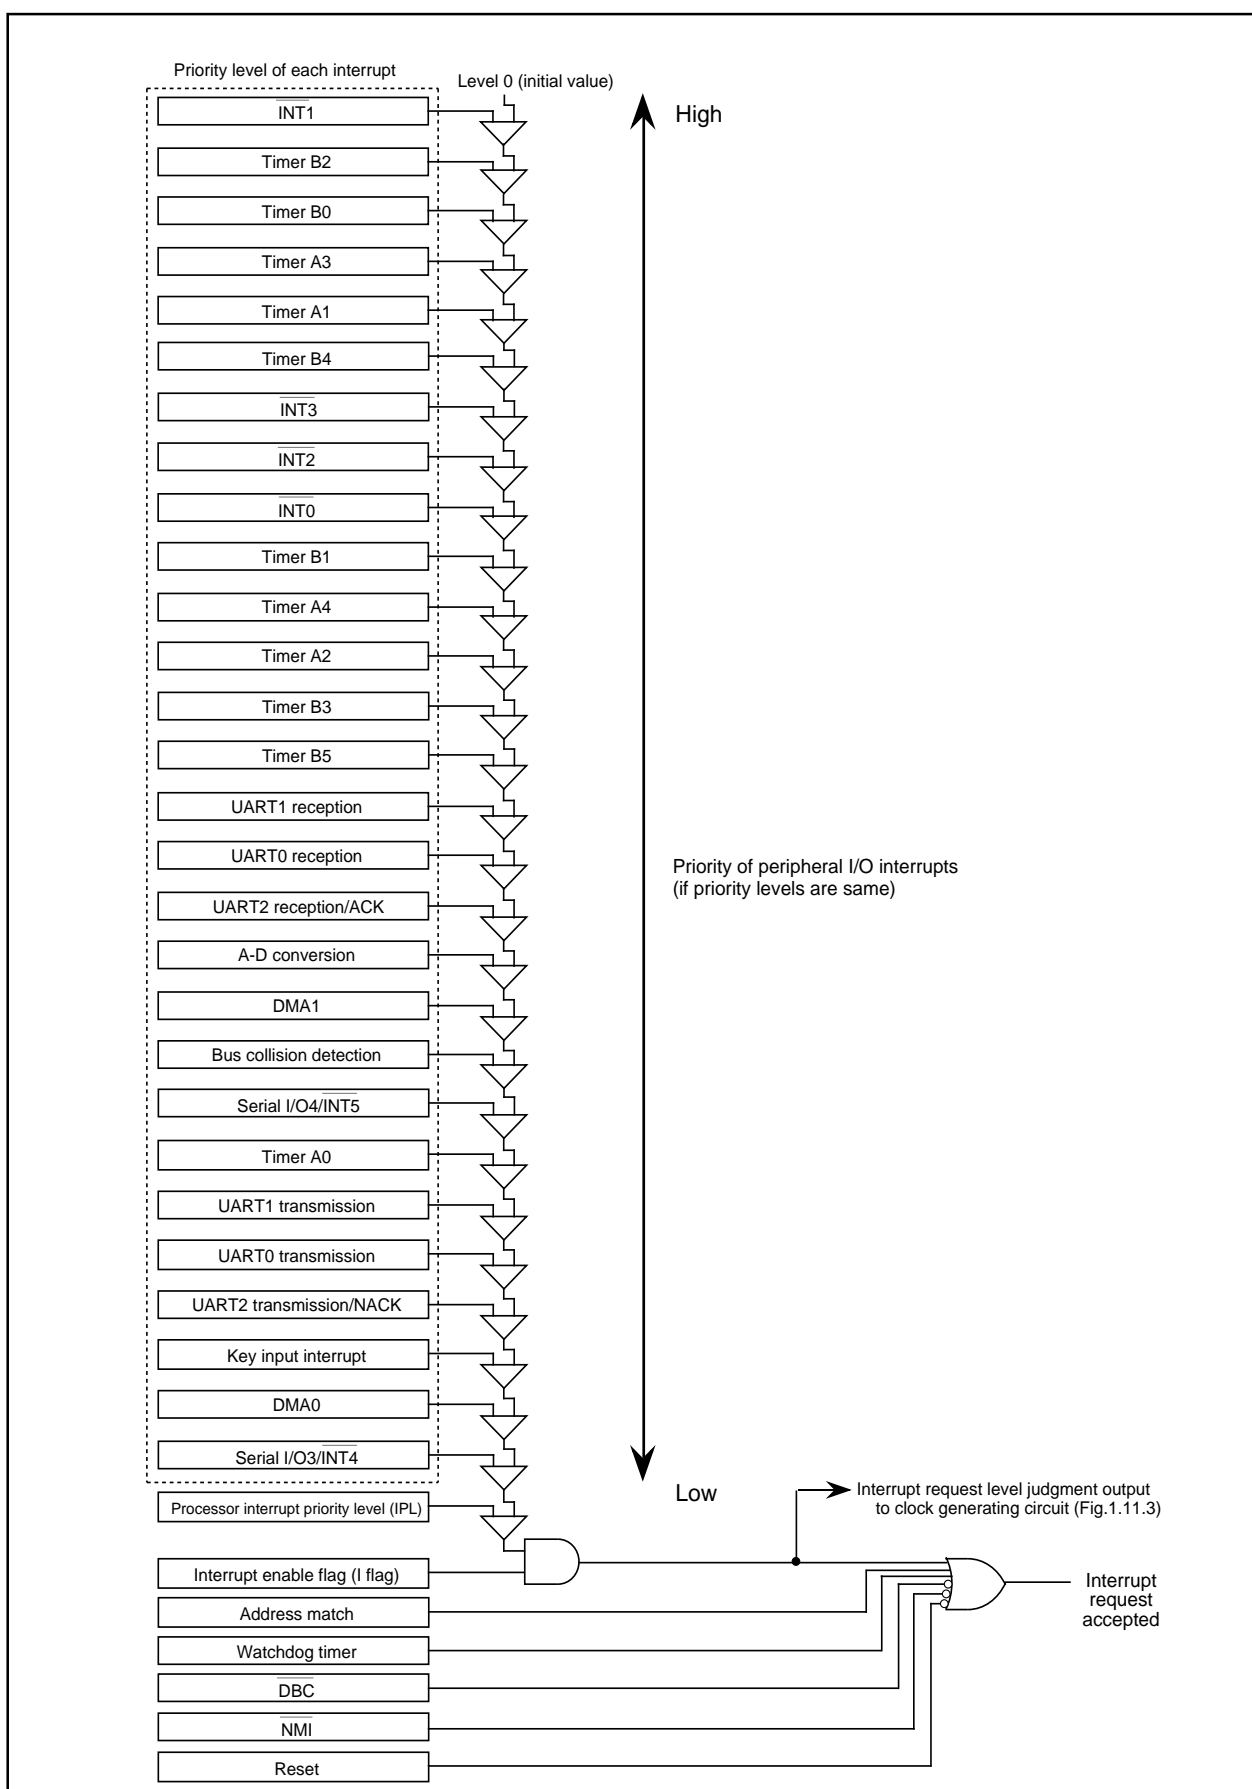 Priority level of each interrupt
Level 0 (initial value)
High
INT1
Timer B2
Timer B0
Timer A3
Timer A1
Timer B4
INT3
INT2
INT0
Timer B1
Timer A4
Timer A2
Timer B3
Timer B5
UART1 reception
UART0 reception
Priority of peripheral I/O interrupts
(if priority levels are same)
UART2 reception/ACK
A-D conversion
DMA1
Bus collision detection
Serial I/O4/INT5
Timer A0
UART1 transmission
UART0 transmission
UART2 transmission/NACK
Key input interrupt
DMA0
Serial I/O3/INT4
Low
Processor interrupt priority level (IPL)
Interrupt request level judgment output
to clock generating circuit (Fig.1.11.3)
Interrupt enable flag (I flag)
Interrupt
request
accepted
Address match
Watchdog timer
DBC
NMI
Reset